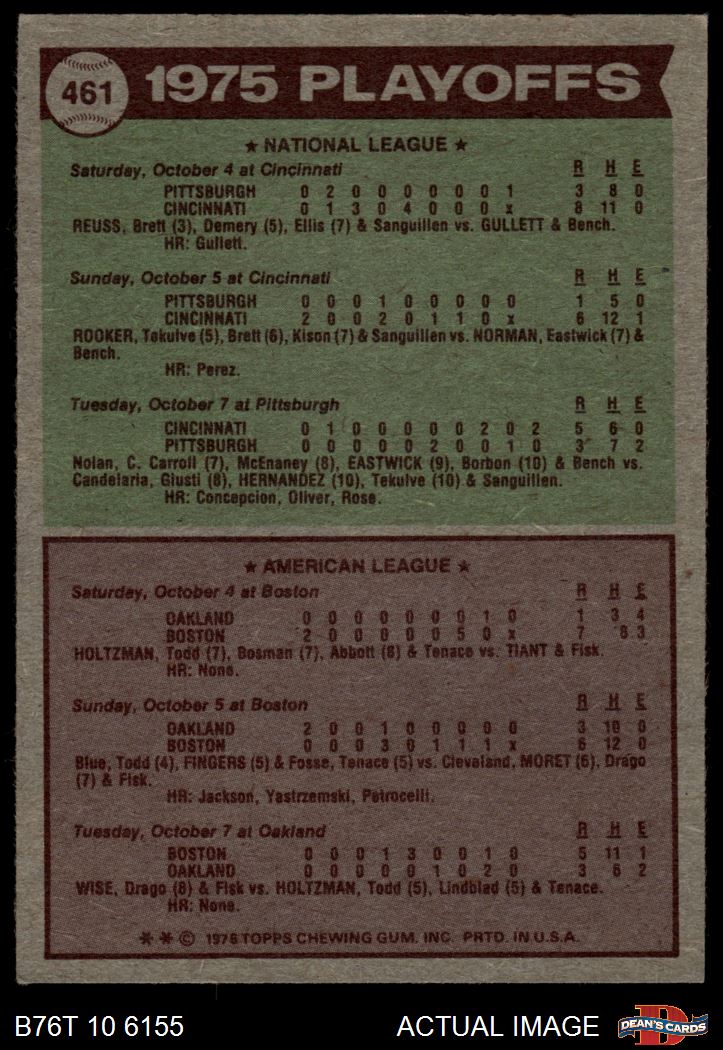 461 1975 PLAYOFFS
★ NATIONAL LEAGUE ★
Saturday, October 4 at Cincinnati R H E
PITTSBURGH 0 2 0 0 0 0 0 0 1 3 8 0
CINCINNATI 0 1 3 0 4 0 0 0 x 8 11 0
REUSS, Brett (3), Demery (5), Ellis (7) & Sanguillen vs. GULLETT & Bench.
HR: Gullett.
Sunday, October 5 at Cincinnati R H E
PITTSBURGH 0 0 0 1 0 0 0 0 0 1 5 0
CINCINNATI 2 0 0 2 0 1 1 0 x 6 12 1
ROOKER, Tekulve (5), Brett (6), Kison (7) & Sanguillen vs. NORMAN, Eastwick (7) &
Bench.
HR: Perez.
Tuesday, October 7 at Pittsburgh R H E
CINCINNATI 0 1 0 0 0 0 0 2 0 2 5 6 0
PITTSBURGH 0 0 0 0 0 2 0 0 1 0 3 7 2
Nolan, C. Carroll (7), McEnaney (8), EASTWICK (9), Borbon (10) & Bench vs.
Candelaria, Giusti (8), HERNANDEZ (10), Tekulve (10) & Sanguillen.
HR: Concepcion, Oliver, Rose.
★ AMERICAN LEAGUE ★
Saturday, October 4 at Boston R H E
OAKLAND 0 0 0 0 0 0 0 1 0 1 3 4
BOSTON 2 0 0 0 0 0 5 0 x 7 8 3
HOLTZMAN, Todd (7), Bosman (7), Abbott (8) & Tenace vs. TIANT & Fisk.
HR: None.
Sunday, October 5 at Boston R H E
OAKLAND 2 0 0 1 0 0 0 0 0 3 10 0
BOSTON 0 0 0 3 0 1 1 1 x 6 12 0
Blue, Todd (4), FINGERS (5) & Fosse, Tenace (5) vs. Cleveland, MORET (6), Drago
(7) & Fisk.
HR: Jackson, Yastrzemski, Petrocelli.
Tuesday, October 7 at Oakland R H E
BOSTON 0 0 0 1 3 0 0 1 0 5 11 1
OAKLAND 0 0 0 0 0 1 0 2 0 3 6 2
WISE, Drago (8) & Fisk vs. HOLTZMAN, Todd (5), Lindblad (5) & Tenace.
HR: None.
* * © 1976 TOPPS CHEWING GUM, INC. PRTD. IN U.S.A.
B76T 10 6155 ACTUAL IMAGE D DEAN'S CARDS